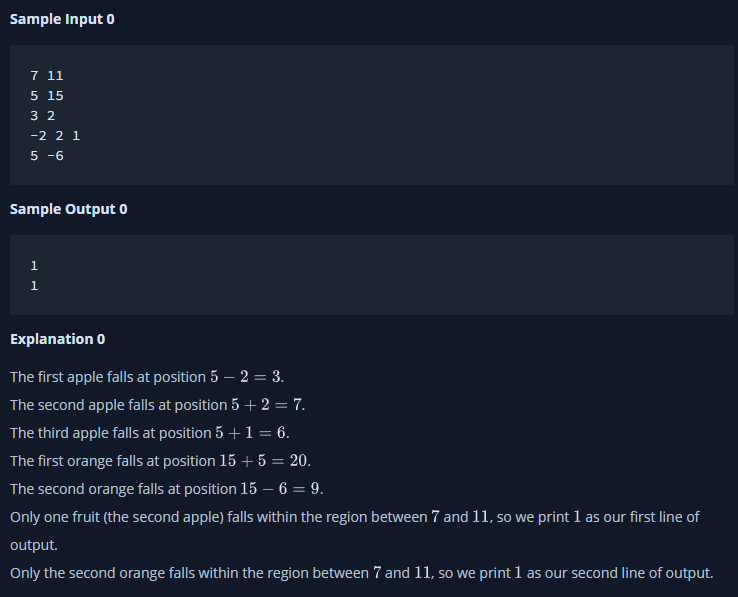 Sample Input 0
7 11
5 15
3 2
-2 2 1
5 -6
Sample Output 0
1
1
Explanation 0
The first apple falls at position 5 − 2 = 3.
The second apple falls at position 5 + 2 = 7.
The third apple falls at position 5 + 1 = 6.
The first orange falls at position 15 + 5 = 20.
The second orange falls at position 15 − 6 = 9.
Only one fruit (the second apple) falls within the region between 7 and 11, so we print 1 as our first line of
output.
Only the second orange falls within the region between 7 and 11, so we print 1 as our second line of output.